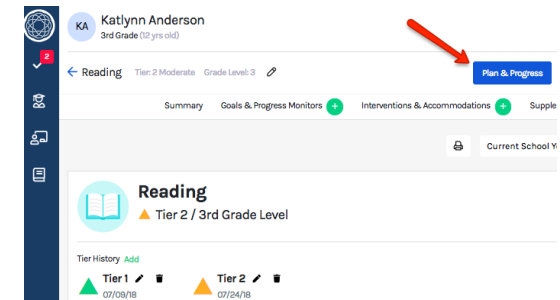 KA
Katlynn Anderson
3rd Grade (12 yrs old)
2
Reading Tier: 2 Moderate Grade Level: 3
Plan & Progress
Summary Goals & Progress Monitors + Interventions & Accommodations + Supple
Current School Y
Reading
Tier 2 / 3rd Grade Level
Tier History Add
Tier 1 Tier 2
07/09/18 07/24/18